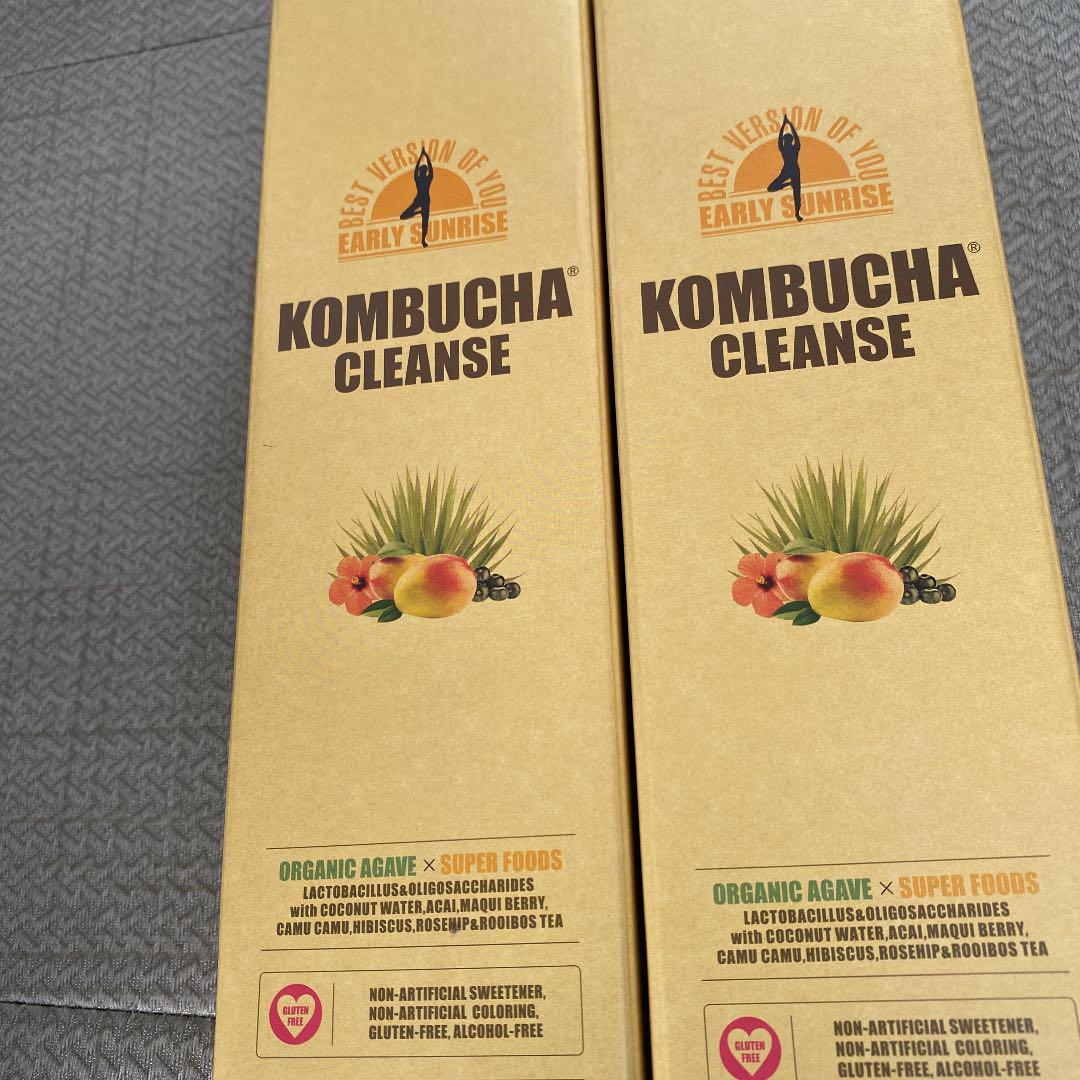 BEST VERSION OF YOU
EARLY SUNRISE
KOMBUCHA®
CLEANSE
ORGANIC AGAVE × SUPER FOODS
LACTOBACILLUS&OLIGOSACCHARIDES
with COCONUT WATER,ACAI,MAQUI BERRY,
CAMU CAMU,HIBISCUS,ROSEHIP&ROOIBOS TEA
GLUTEN
FREE
NON-ARTIFICIAL SWEETENER,
NON-ARTIFICIAL COLORING,
GLUTEN-FREE, ALCOHOL-FREE
BEST VERSION OF YOU
EARLY SUNRISE
KOMBUCHA®
CLEANSE
ORGANIC AGAVE × SUPER FOODS
LACTOBACILLUS&OLIGOSACCHARIDES
with COCONUT WATER,ACAI,MAQUI BERRY,
CAMU CAMU,HIBISCUS,ROSEHIP&ROOIBOS TEA
GLUTEN
FREE
NON-ARTIFICIAL SWEETENER,
NON-ARTIFICIAL COLORING,
GLUTEN-FREE, ALCOHOL-FREE